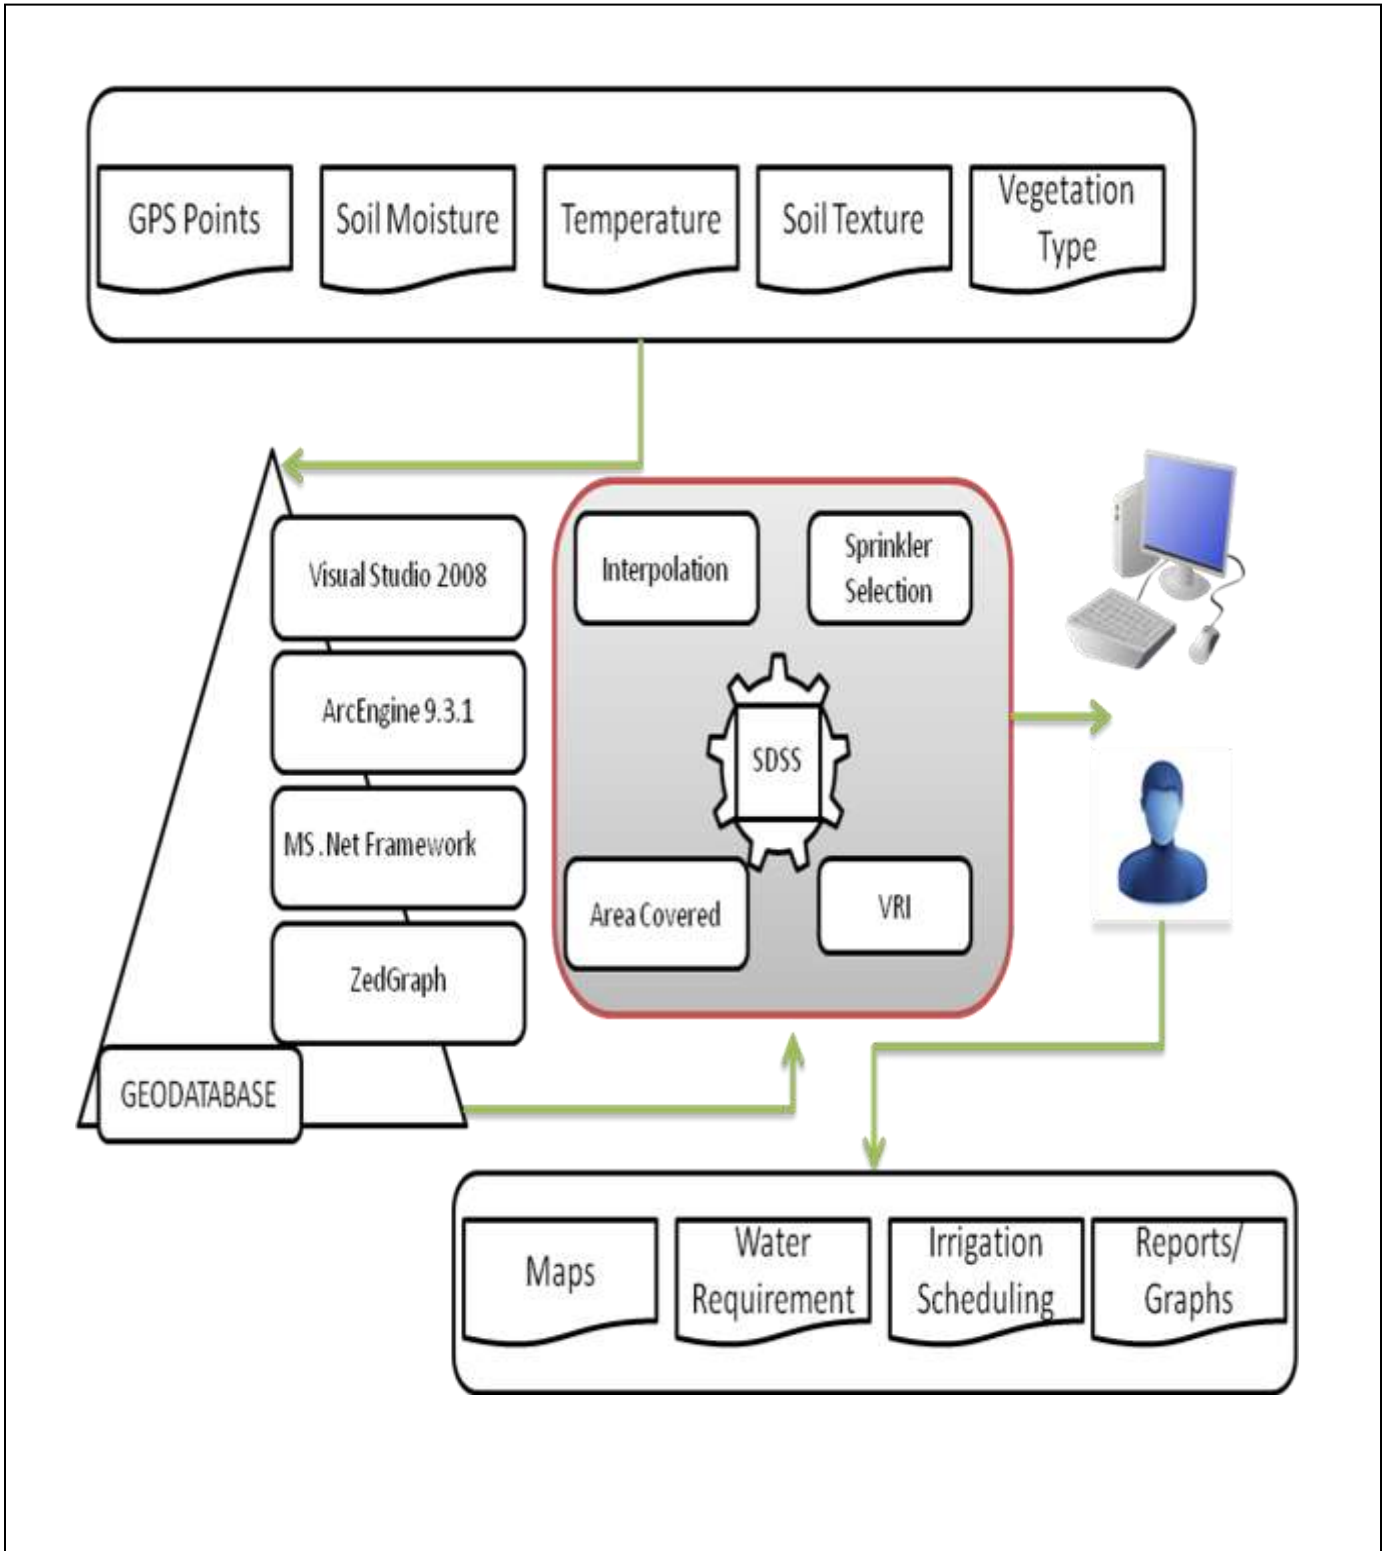 GPS Points
Soil Moisture
Temperature
Soil Texture
Vegetation
Type
Visual Studio 2008
ArcEngine 9.3.1
MS .Net Framework
ZedGraph
GEODATABASE
Interpolation
Sprinkler
Selection
SDSS
Area Covered
VRI
Maps
Water
Requirement
Irrigation
Scheduling
Reports/
Graphs